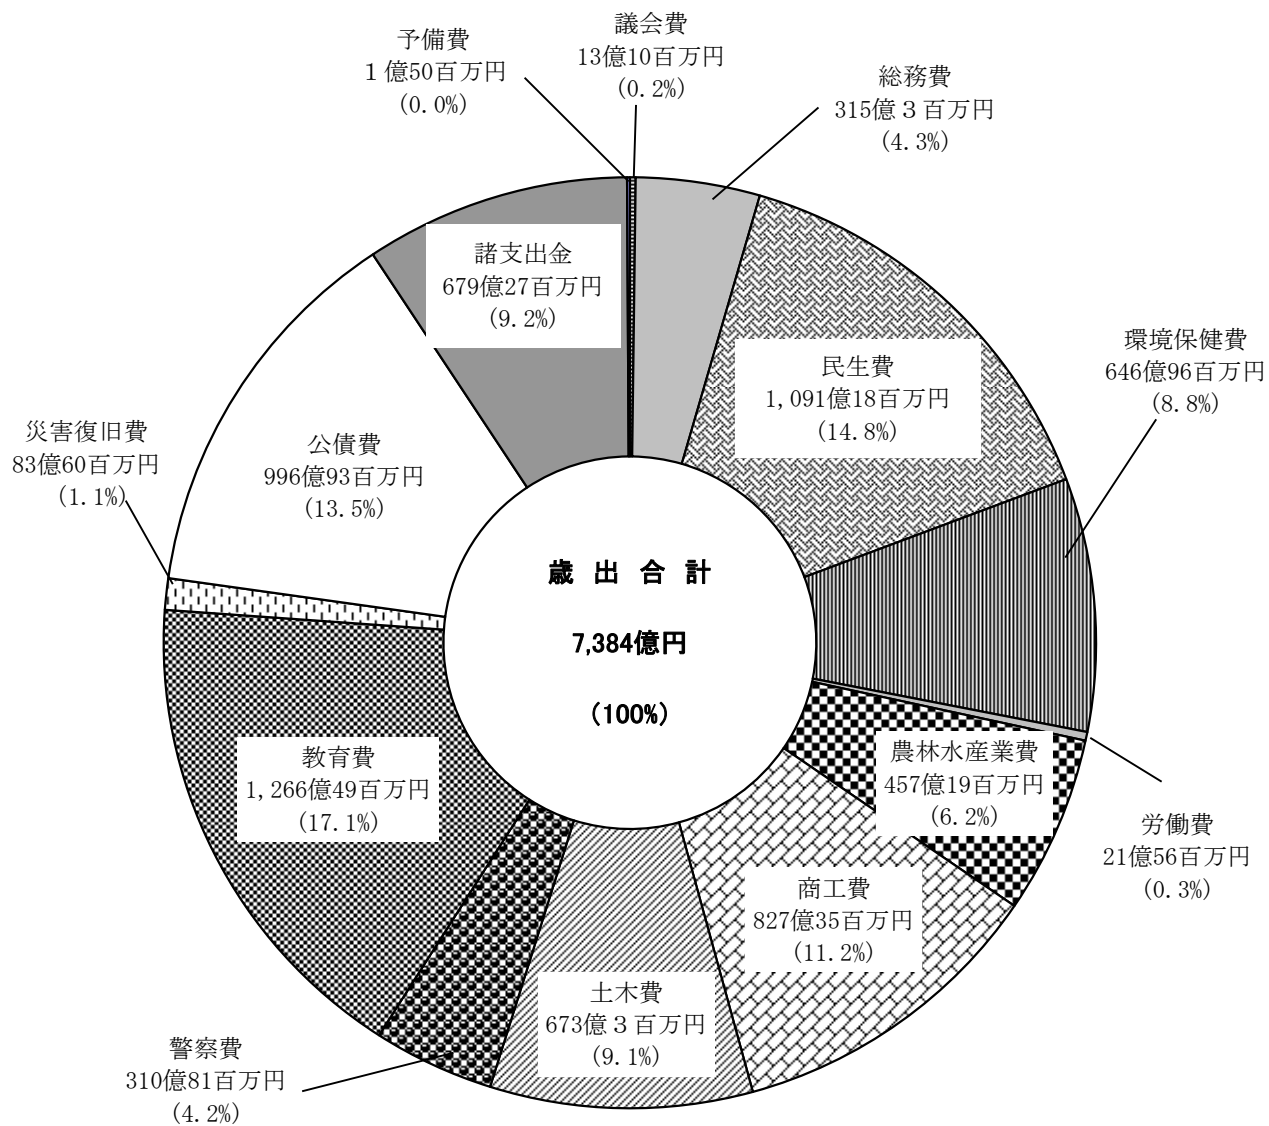 議会費
13億10百万円
(0.2%)
総務費
315億３百万円
(4.3%)
民生費
1,091億18百万円
(14.8%)
環境保健費
646億96百万円
(8.8%)
労働費
21億56百万円
(0.3%)
農林水産業費
457億19百万円
(6.2%)
商工費
827億35百万円
(11.2%)
土木費
673億３百万円
(9.1%)
警察費
310億81百万円
(4.2%)
教育費
1,266億49百万円
(17.1%)
災害復旧費
83億60百万円
(1.1%)
公債費
996億93百万円
(13.5%)
諸支出金
679億27百万円
(9.2%)
予備費
１億50百万円
(0.0%)
歳 出 合 計
7,384億円
(100%)